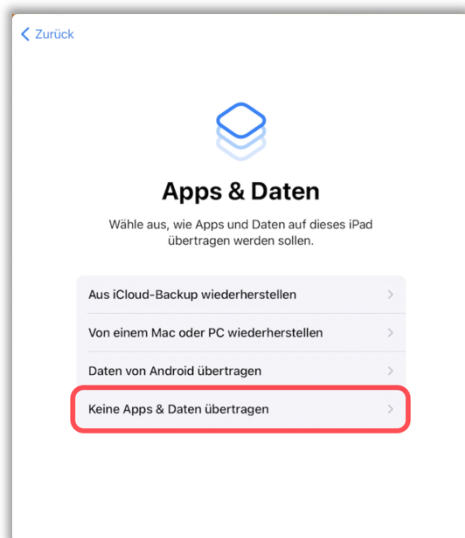 Zurück
Apps & Daten
Wähle aus, wie Apps und Daten auf dieses iPad
übertragen werden sollen.
Aus iCloud-Backup wiederherstellen
Von einem Mac oder PC wiederherstellen
Daten von Android übertragen
Keine Apps & Daten übertragen